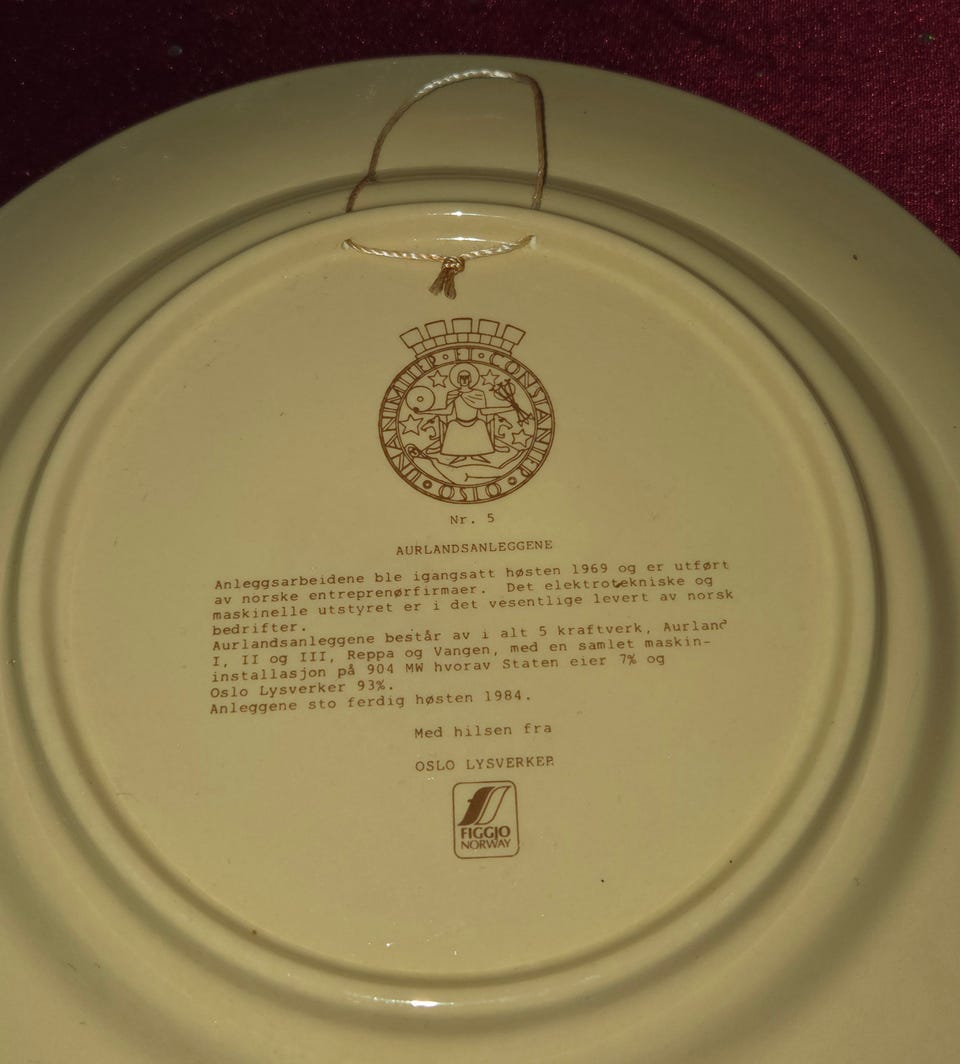 UNANIMITER · ET · CONSTANTER · OSLO ·
Nr. 5
AURLANDSANLEGGENE
Anleggsarbeidene ble igangsatt høsten 1969 og er utført
av norske entreprenørfirmaer. Det elektrotekniske og
maskinelle utstyret er i det vesentlige levert av norsk
bedrifter.
Aurlandsanleggene består av i alt 5 kraftverk, Aurland
I, II og III, Reppa og Vangen, med en samlet maskin-
installasjon på 904 MW hvorav Staten eier 7% og
Oslo Lysverker 93%.
Anleggene sto ferdig høsten 1984.
Med hilsen fra
OSLO LYSVERKER
FIGGJO
NORWAY